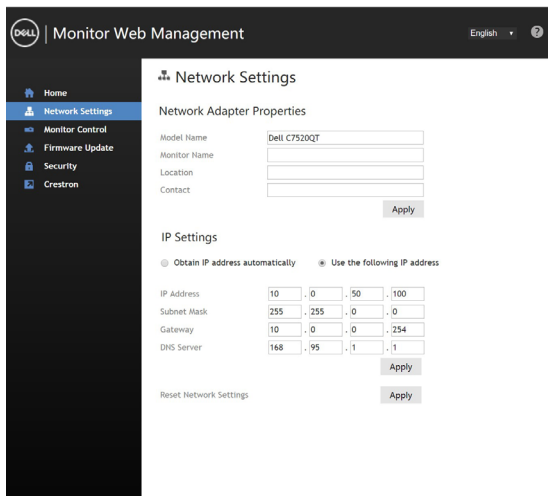 DELL | Monitor Web Management
English
?
Home
Network Settings
Monitor Control
Firmware Update
Security
Crestron
Network Settings
Network Adapter Properties
Model Name Dell C7520QT
Monitor Name
Location
Contact
Apply
IP Settings
Obtain IP address automatically Use the following IP address
IP Address 10 . 0 . 50 . 100
Subnet Mask 255 . 255 . 0 . 0
Gateway 10 . 0 . 0 . 254
DNS Server 168 . 95 . 1 . 1
Apply
Reset Network Settings Apply